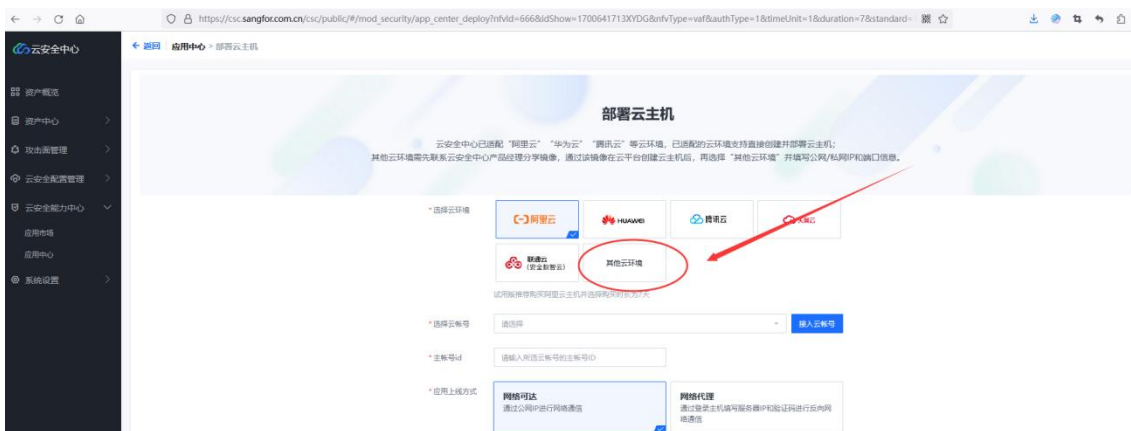 https://csc.sangfor.com.cn/csc/public/#/mod_security/app_center_deploy?nfvId=666&idShow=1700641713XYDG&nfvType=vaf&authType=1&timeUnit=1&duration=7&standard=
云安全中心
返回 应用中心 > 部署云主机
资产概览
资产中心
攻击面管理
云安全配置管理
云安全能力中心
应用市场
应用中心
系统设置
部署云主机
云安全中心已适配“阿里云”“华为云”“腾讯云”等云环境，已适配的云环境支持直接创建并部署云主机；
其他云环境需先联系云安全中心产品经理分享镜像，通过该镜像在云平台创建云主机后，再选择“其他云环境”并填写公网/私网IP和端口信息。
*选择云环境
阿里云
HUAWEI
腾讯云
天翼云
联通云
(安全数智云)
其他云环境
试用版推荐购买阿里云主机并选择购买时长为7天
*选择云帐号 请选择 接入云帐号
*主帐号id 请输入所选云帐号的主帐号ID
*应用上线方式
网络可达
通过公网IP进行网络通信
网络代理
通过登录主机填写服务器IP和验证码进行反向网
络通信